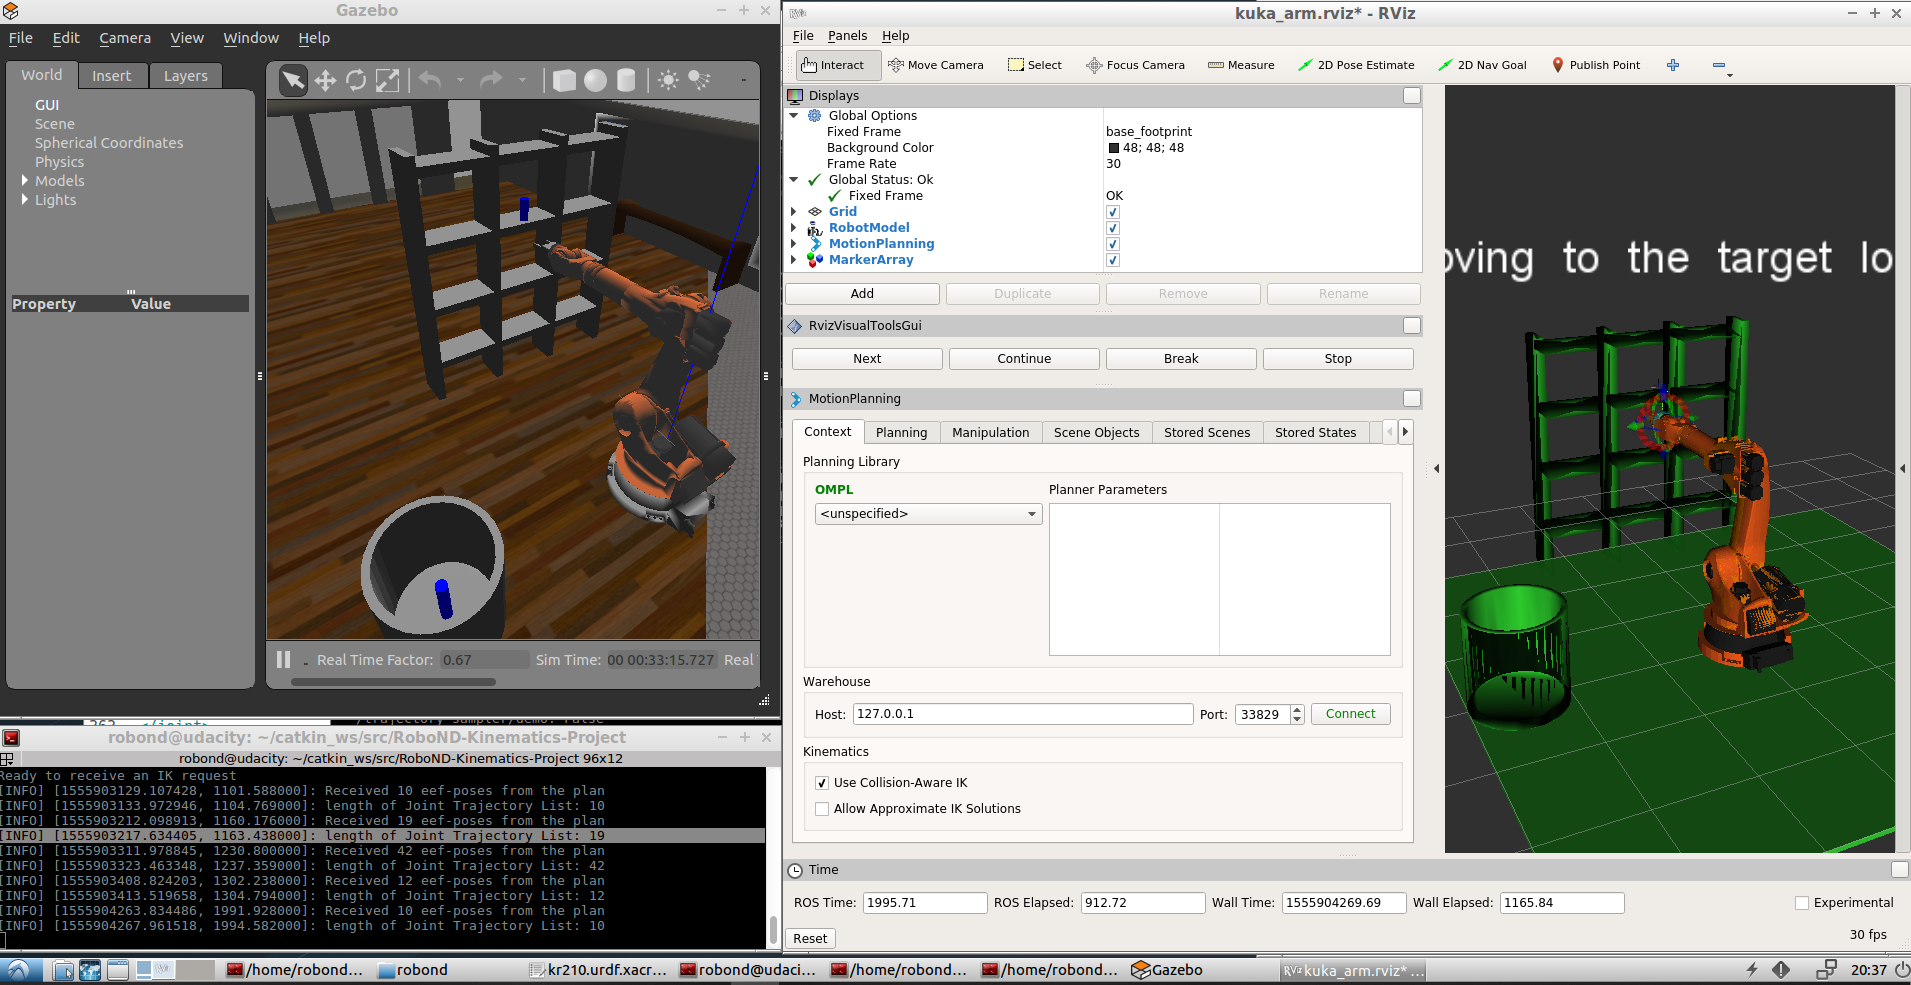 Gazebo
File Edit Camera View Window Help
World Insert Layers
GUI
Scene
Spherical Coordinates
Physics
Models
Lights
Property Value
Real Time Factor: 0.67 Sim Time: 00 00:33:15.727 Real
robond@udacity: ~/catkin_ws/src/RoboND-Kinematics-Project
robond@udacity: ~/catkin_ws/src/RoboND-Kinematics-Project 96x12
Ready to receive an IK request
[INFO] [1555903129.107428, 1101.588000]: Received 10 eef-poses from the plan
[INFO] [1555903133.972946, 1104.769000]: length of Joint Trajectory List: 10
[INFO] [1555903212.098913, 1160.176000]: Received 19 eef-poses from the plan
[INFO] [1555903217.634405, 1163.438000]: length of Joint Trajectory List: 19
[INFO] [1555903311.978845, 1230.800000]: Received 42 eef-poses from the plan
[INFO] [1555903323.463348, 1237.359000]: length of Joint Trajectory List: 42
[INFO] [1555903408.824203, 1302.238000]: Received 12 eef-poses from the plan
[INFO] [1555903413.519658, 1304.794000]: length of Joint Trajectory List: 12
[INFO] [1555904263.834486, 1991.928000]: Received 10 eef-poses from the plan
[INFO] [1555904267.961518, 1994.582000]: length of Joint Trajectory List: 10
kuka_arm.rviz* - RViz
File Panels Help
Interact Move Camera Select Focus Camera Measure 2D Pose Estimate 2D Nav Goal Publish Point
Displays
Global Options
Fixed Frame base_footprint
Background Color 48; 48; 48
Frame Rate 30
Global Status: Ok
Fixed Frame OK
Grid
RobotModel
MotionPlanning
MarkerArray
Add Duplicate Remove Rename
RvizVisualToolsGui
Next Continue Break Stop
MotionPlanning
Context Planning Manipulation Scene Objects Stored Scenes Stored States
Planning Library
OMPL Planner Parameters
<unspecified>
Warehouse
Host: 127.0.0.1 Port: 33829 Connect
Kinematics
Use Collision-Aware IK
Allow Approximate IK Solutions
oving to the target lo
Time
ROS Time: 1995.71 ROS Elapsed: 912.72 Wall Time: 1555904269.69 Wall Elapsed: 1165.84 Experimental
Reset 30 fps
/home/robond... robond kr210.urdf.xacr... robond@udaci... /home/robond... /home/robond... Gazebo kuka_arm.rviz* ... 20:37